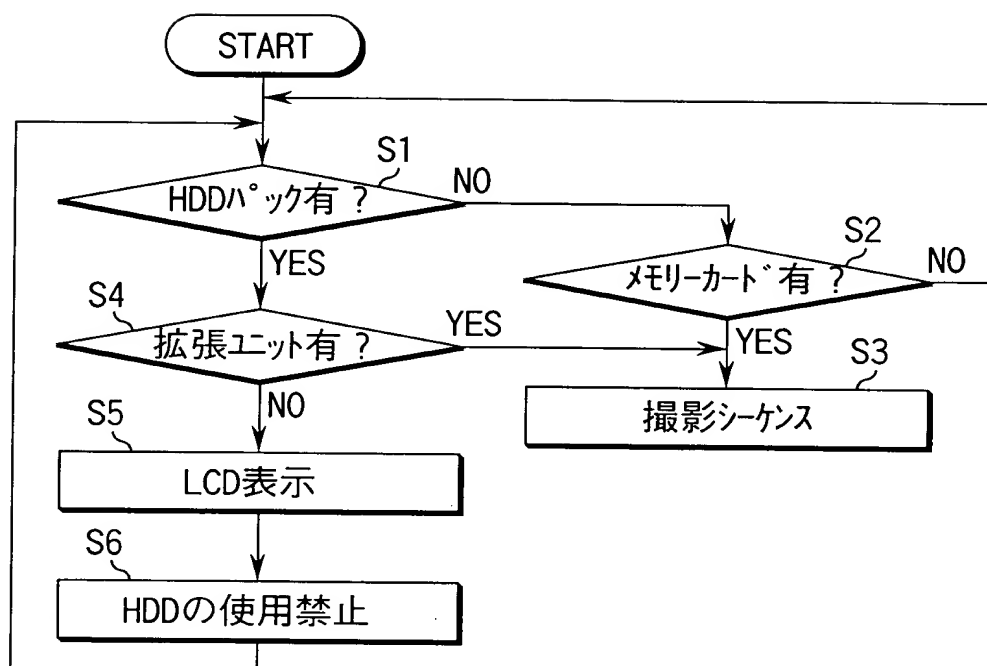 START
S1
HDDパック有?
NO
YES
S2
メモリーカード有?
NO
YES
S4
拡張ユニット有?
YES
NO
S3
撮影シーケンス
S5
LCD表示
S6
HDDの使用禁止